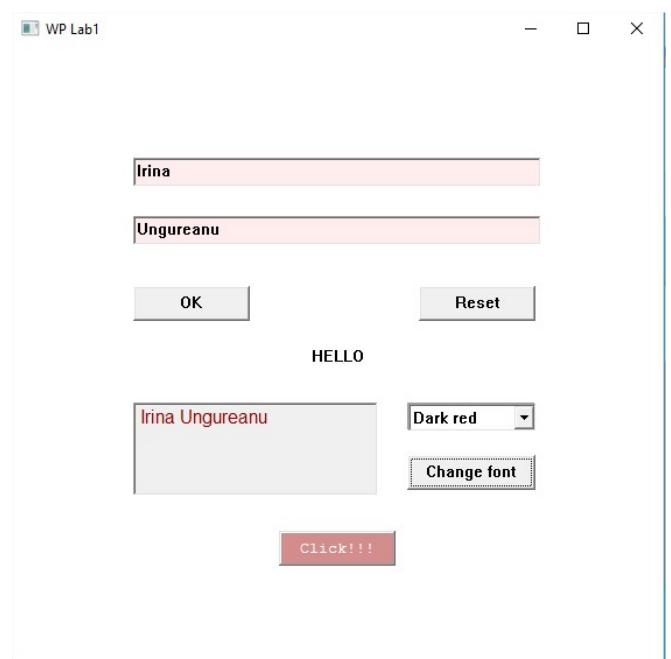 WP Lab1
Irina
Ungureanu
OK Reset
HELLO
Irina Ungureanu Dark red
Change font
Click!!!